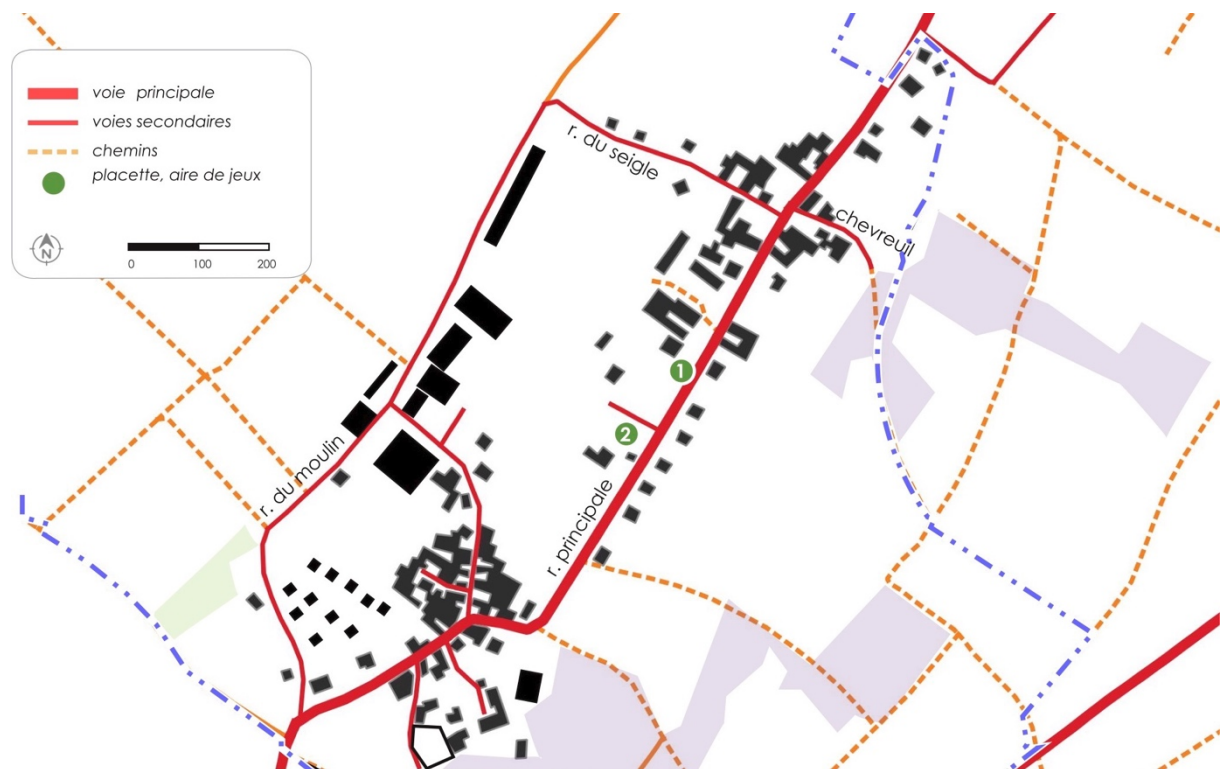 voie principale
voies secondaires
chemins
placette, aire de jeux
N
0 100 200
r. du seigle
chevreuil
1
2
r. du moulin
r. principale